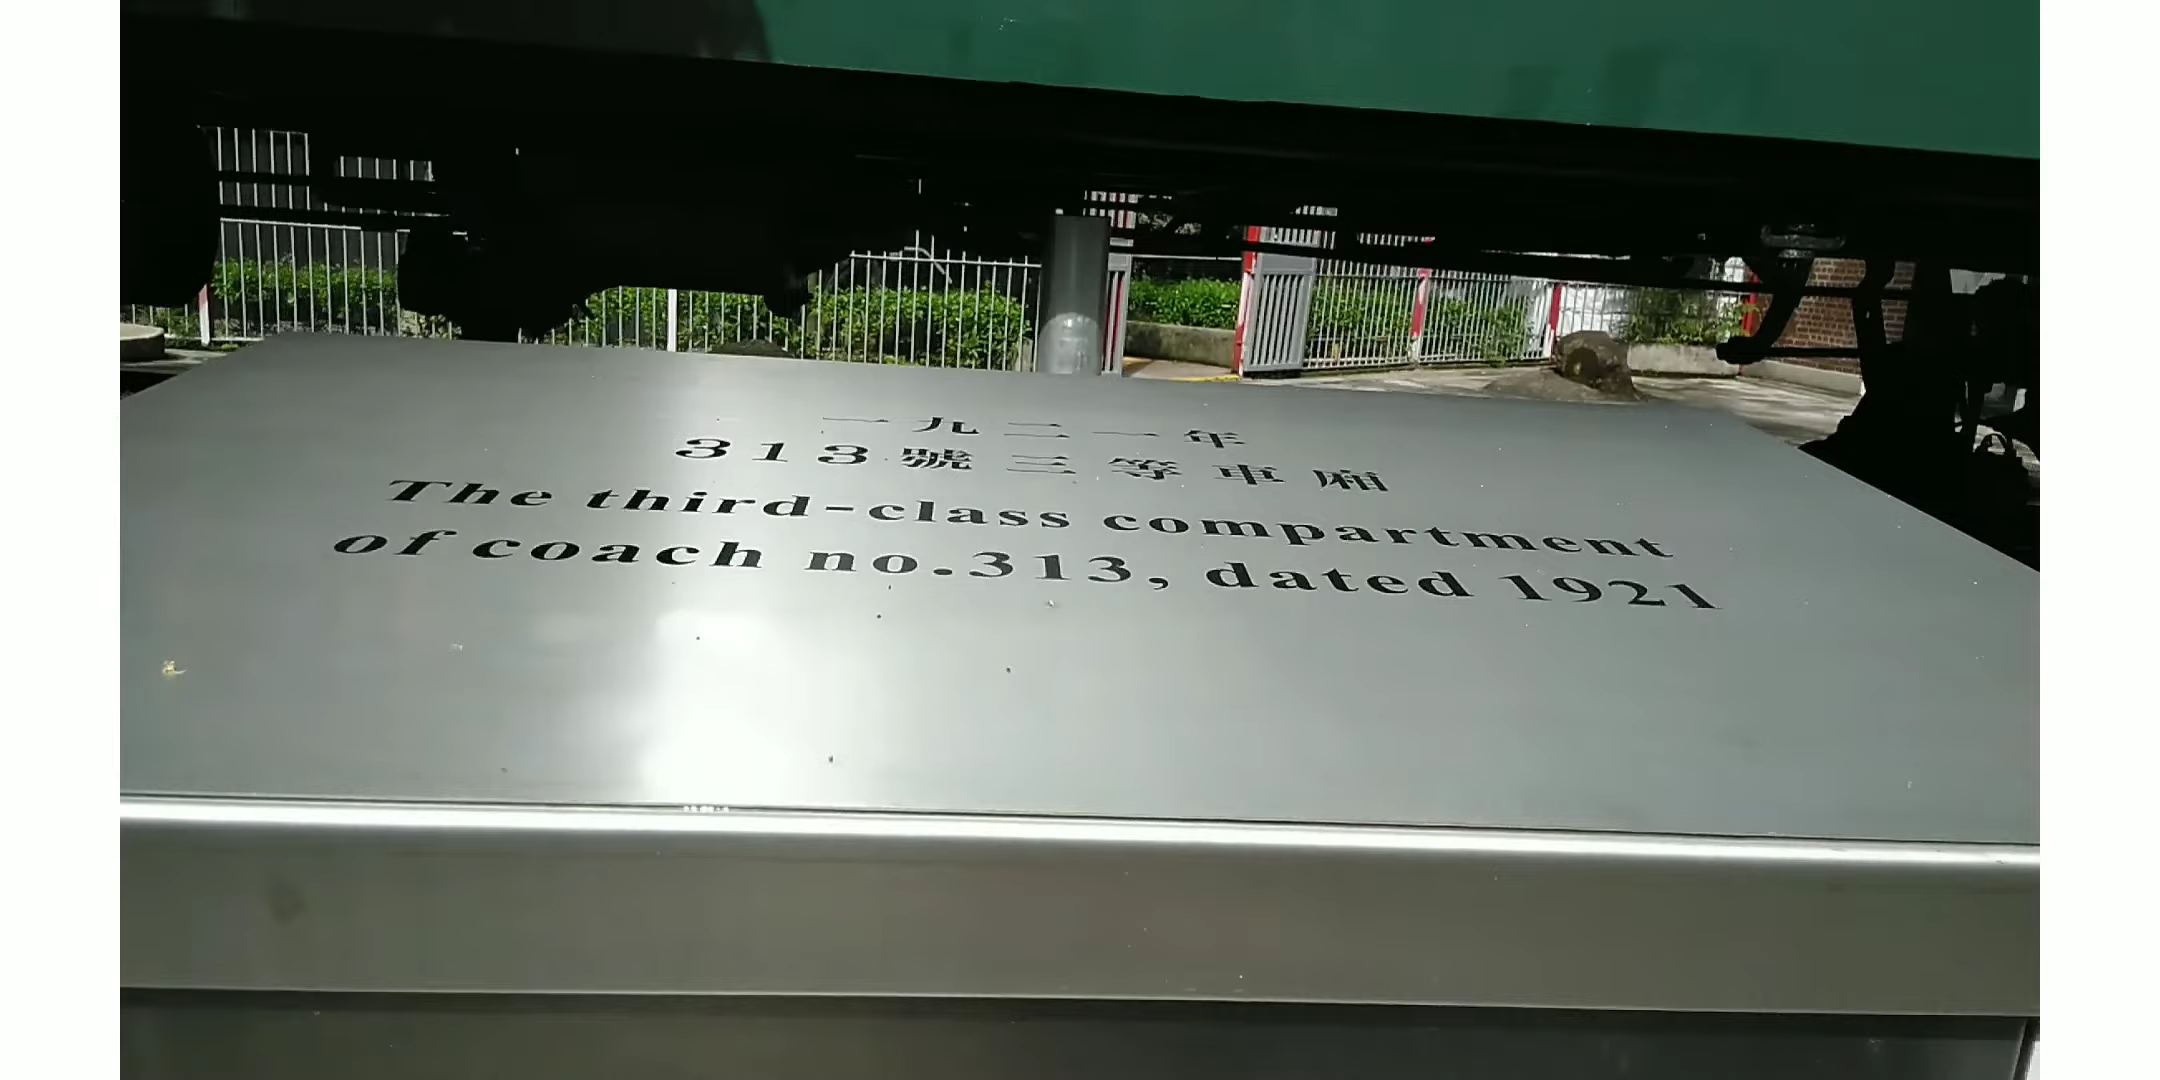 一九二一年
313號三等車廂
The third-class compartment
of coach no.313, dated 1921